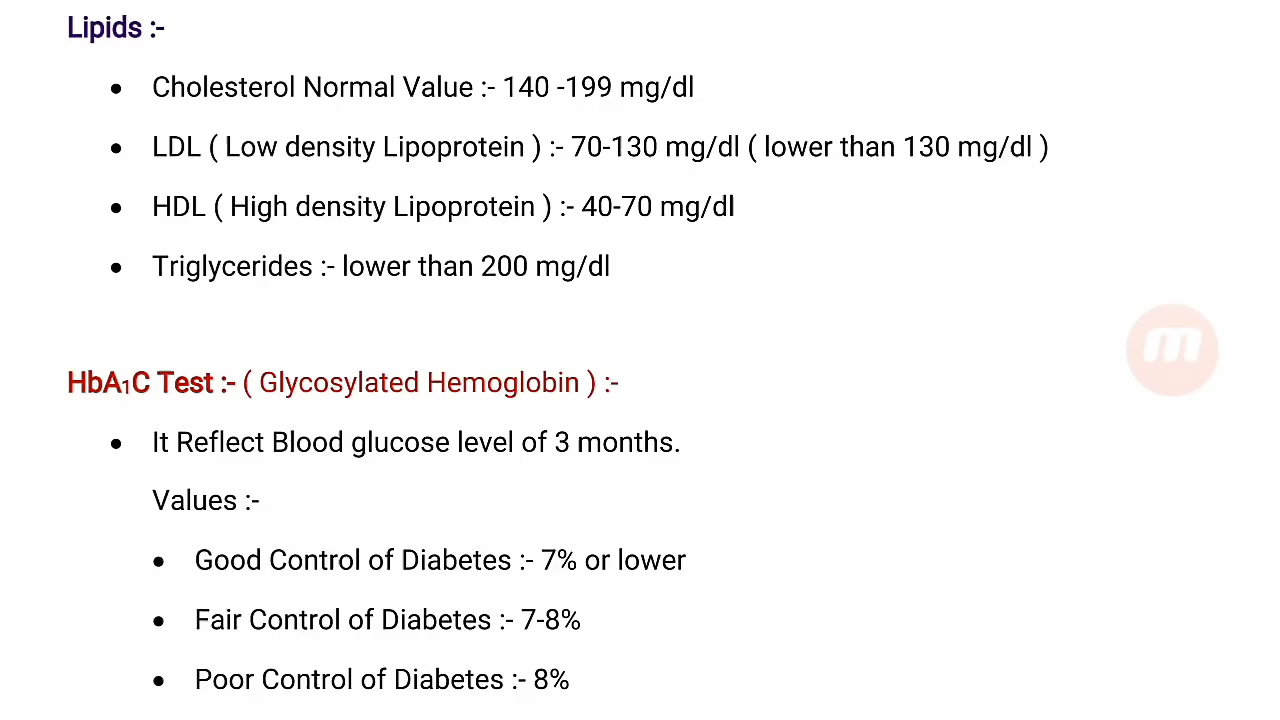 Lipids :-
Cholesterol Normal Value :- 140 -199 mg/dl
LDL ( Low density Lipoprotein ) :- 70-130 mg/dl ( lower than 130 mg/dl )
HDL ( High density Lipoprotein ) :- 40-70 mg/dl
Triglycerides :- lower than 200 mg/dl
HbA₁C Test :- ( Glycosylated Hemoglobin ) :-
It Reflect Blood glucose level of 3 months.
Values :-
Good Control of Diabetes :- 7% or lower
Fair Control of Diabetes :- 7-8%
Poor Control of Diabetes :- 8%
m